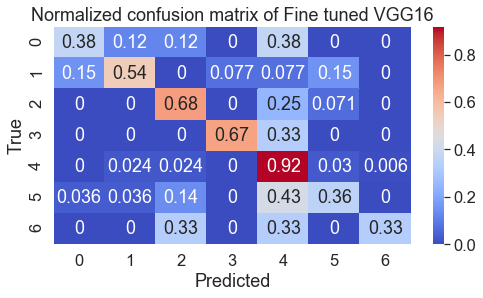 Normalized confusion matrix of Fine tuned VGG16
0 0.38 0.12 0.12 0 0.38 0 0
1 0.15 0.54 0 0.077 0.077 0.15 0
2 0 0 0.68 0 0.25 0.071 0
3 0 0 0 0.67 0.33 0 0
4 0 0.024 0.024 0 0.92 0.03 0.006
5 0.036 0.036 0.14 0 0.43 0.36 0
6 0 0 0.33 0 0.33 0 0.33
0 1 2 3 4 5 6
Predicted
True
0.8
0.6
0.4
0.2
0.0